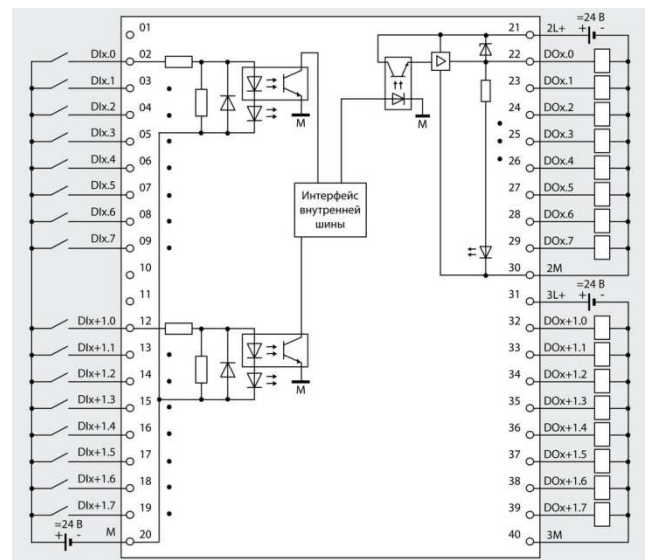 01
DIx.0 02
DIx.1 03
DIx.2 04
DIx.3 05
DIx.4 06
DIx.5 07
DIx.6 08
DIx.7 09
10
11
DIx+1.0 12
DIx+1.1 13
DIx+1.2 14
DIx+1.3 15
DIx+1.4 16
DIx+1.5 17
DIx+1.6 18
DIx+1.7 19
=24 В
+ -
M 20
M
M
Интерфейс
внутренней
шины
M
=24 В
21 2L+ + -
22 DOx.0
23 DOx.1
24 DOx.2
25 DOx.3
26 DOx.4
27 DOx.5
28 DOx.6
29 DOx.7
30 2M
=24 В
31 3L+ + -
32 DOx+1.0
33 DOx+1.1
34 DOx+1.2
35 DOx+1.3
36 DOx+1.4
37 DOx+1.5
38 DOx+1.6
39 DOx+1.7
40 3M